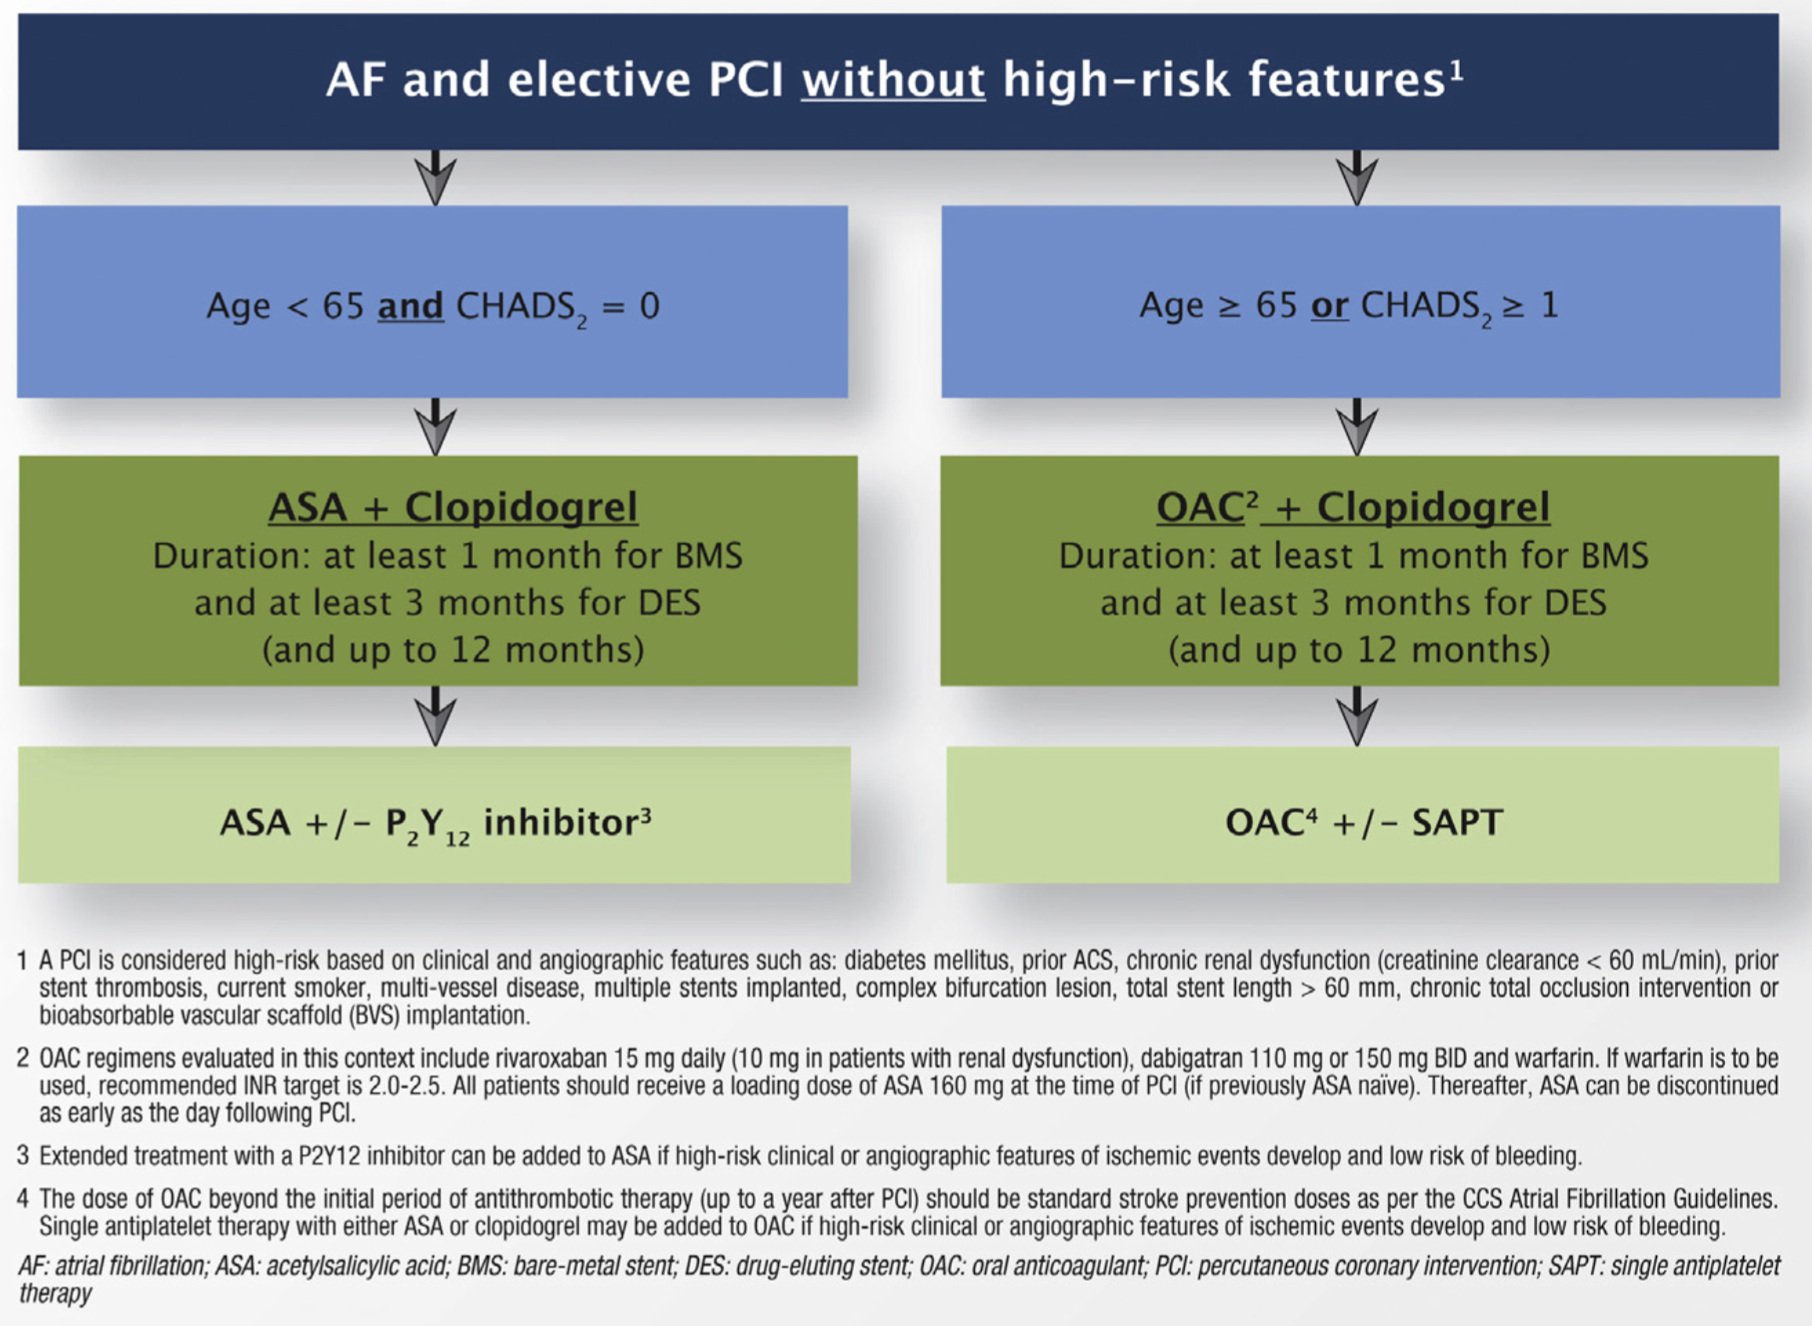 AF and elective PCI without high-risk features¹
Age < 65 and CHADS₂ = 0
ASA + Clopidogrel
Duration: at least 1 month for BMS
and at least 3 months for DES
(and up to 12 months)
ASA +/- P₂Y₁₂ inhibitor³
Age ≥ 65 or CHADS₂ ≥ 1
OAC² + Clopidogrel
Duration: at least 1 month for BMS
and at least 3 months for DES
(and up to 12 months)
OAC⁴ +/- SAPT
1 A PCI is considered high-risk based on clinical and angiographic features such as: diabetes mellitus, prior ACS, chronic renal dysfunction (creatinine clearance < 60 mL/min), prior
stent thrombosis, current smoker, multi-vessel disease, multiple stents implanted, complex bifurcation lesion, total stent length > 60 mm, chronic total occlusion intervention or
bioabsorbable vascular scaffold (BVS) implantation.
2 OAC regimens evaluated in this context include rivaroxaban 15 mg daily (10 mg in patients with renal dysfunction), dabigatran 110 mg or 150 mg BID and warfarin. If warfarin is to be
used, recommended INR target is 2.0-2.5. All patients should receive a loading dose of ASA 160 mg at the time of PCI (if previously ASA naïve). Thereafter, ASA can be discontinued
as early as the day following PCI.
3 Extended treatment with a P2Y12 inhibitor can be added to ASA if high-risk clinical or angiographic features of ischemic events develop and low risk of bleeding.
4 The dose of OAC beyond the initial period of antithrombotic therapy (up to a year after PCI) should be standard stroke prevention doses as per the CCS Atrial Fibrillation Guidelines.
Single antiplatelet therapy with either ASA or clopidogrel may be added to OAC if high-risk clinical or angiographic features of ischemic events develop and low risk of bleeding.
AF: atrial fibrillation; ASA: acetylsalicylic acid; BMS: bare-metal stent; DES: drug-eluting stent; OAC: oral anticoagulant; PCI: percutaneous coronary intervention; SAPT: single antiplatelet
therapy